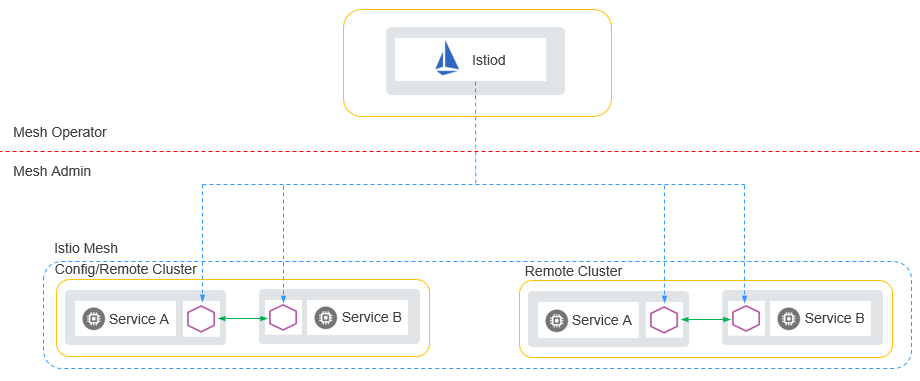 Istiod
Mesh Operator
Mesh Admin
Istio Mesh
Config/Remote Cluster
Remote Cluster
Service A
Service B
Service A
Service B